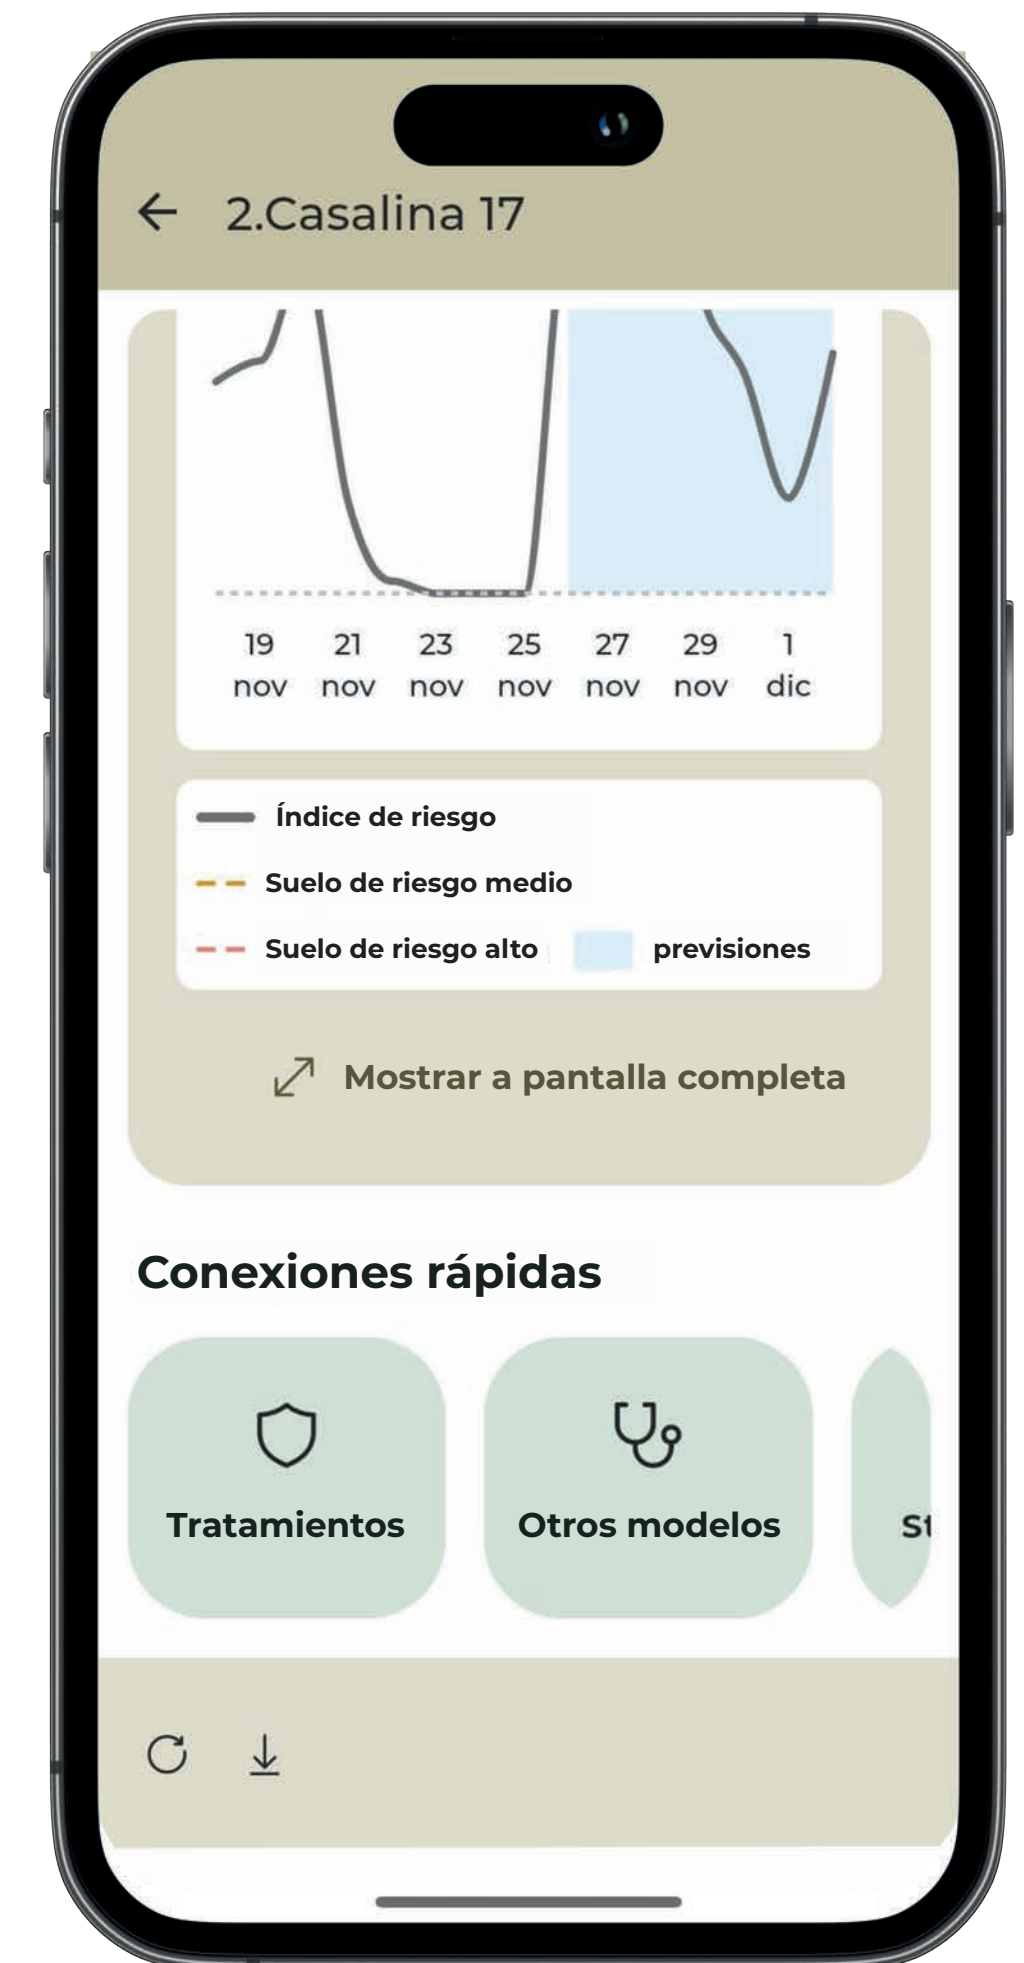 2.Casalina 17
19 21 23 25 27 29 1
nov nov nov nov nov nov dic
Índice de riesgo
Suelo de riesgo medio
Suelo de riesgo alto previsiones
Mostrar a pantalla completa
Conexiones rápidas
Tratamientos Otros modelos